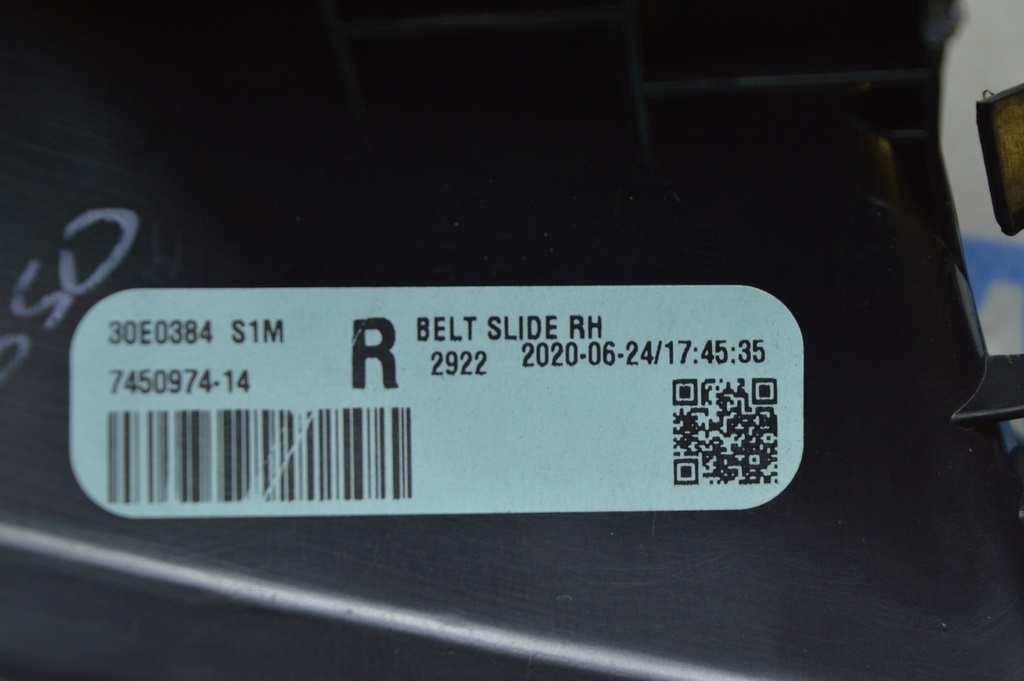 30E0384 S1M
7450974-14
R
BELT SLIDE RH
2922 2020-06-24/17:45:35